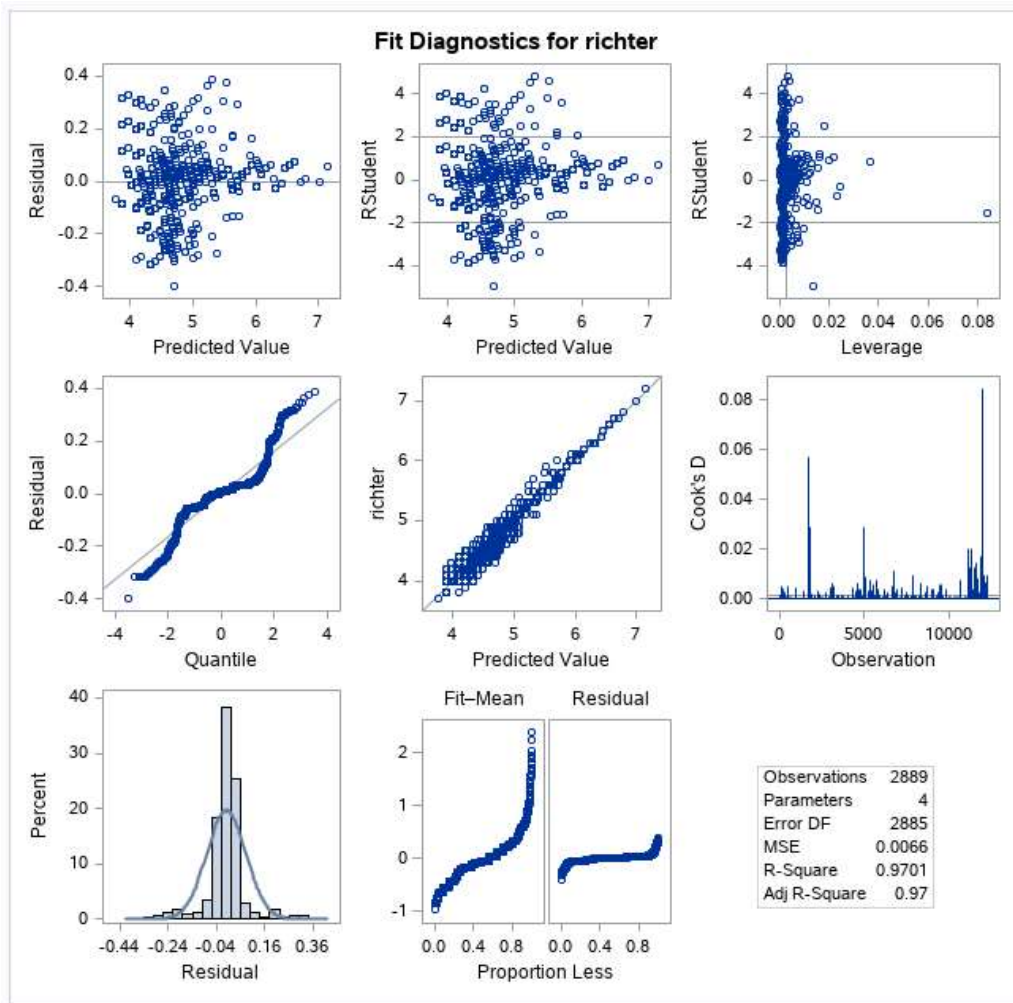 Fit Diagnostics for richter
0.4
0.2
0.0
-0.2
-0.4
Residual
4 5 6 7
Predicted Value
4
2
0
-2
-4
RStudent
4 5 6 7
Predicted Value
4
2
0
-2
-4
RStudent
0.00 0.02 0.04 0.06 0.08
Leverage
0.4
0.2
0.0
-0.2
-0.4
Residual
-4 -2 0 2 4
Quantile
7
6
5
4
richter
4 5 6 7
Predicted Value
0.08
0.06
0.04
0.02
0.00
Cook's D
0 5000 10000
Observation
40
30
20
10
0
Percent
-0.44 -0.24 -0.04 0.16 0.36
Residual
Fit–Mean Residual
2
1
0
-1
0.0 0.4 0.8 0.0 0.4 0.8
Proportion Less
Observations 2889
Parameters 4
Error DF 2885
MSE 0.0066
R-Square 0.9701
Adj R-Square 0.97